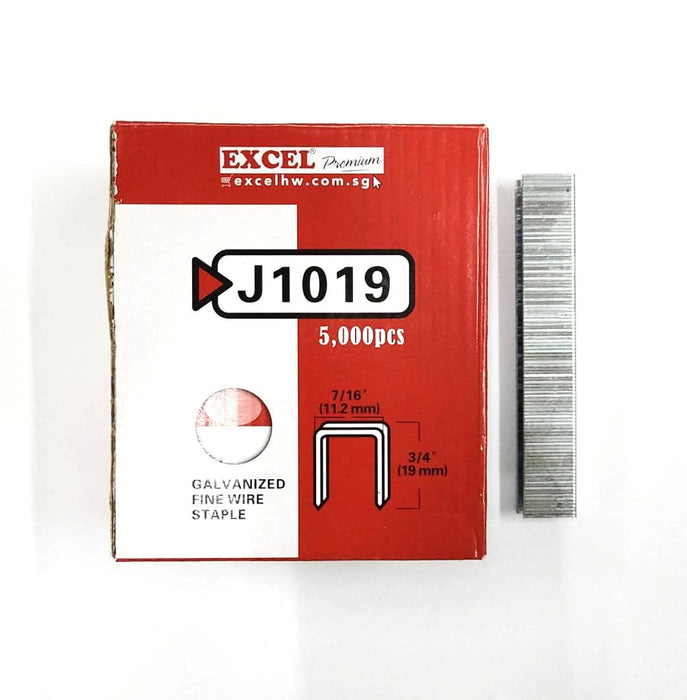 EXCEL® Premium
excelhw.com.sg
J1019
5,000pcs
7/16"
(11.2 mm)
3/4"
(19 mm)
GALVANIZED
FINE WIRE
STAPLE